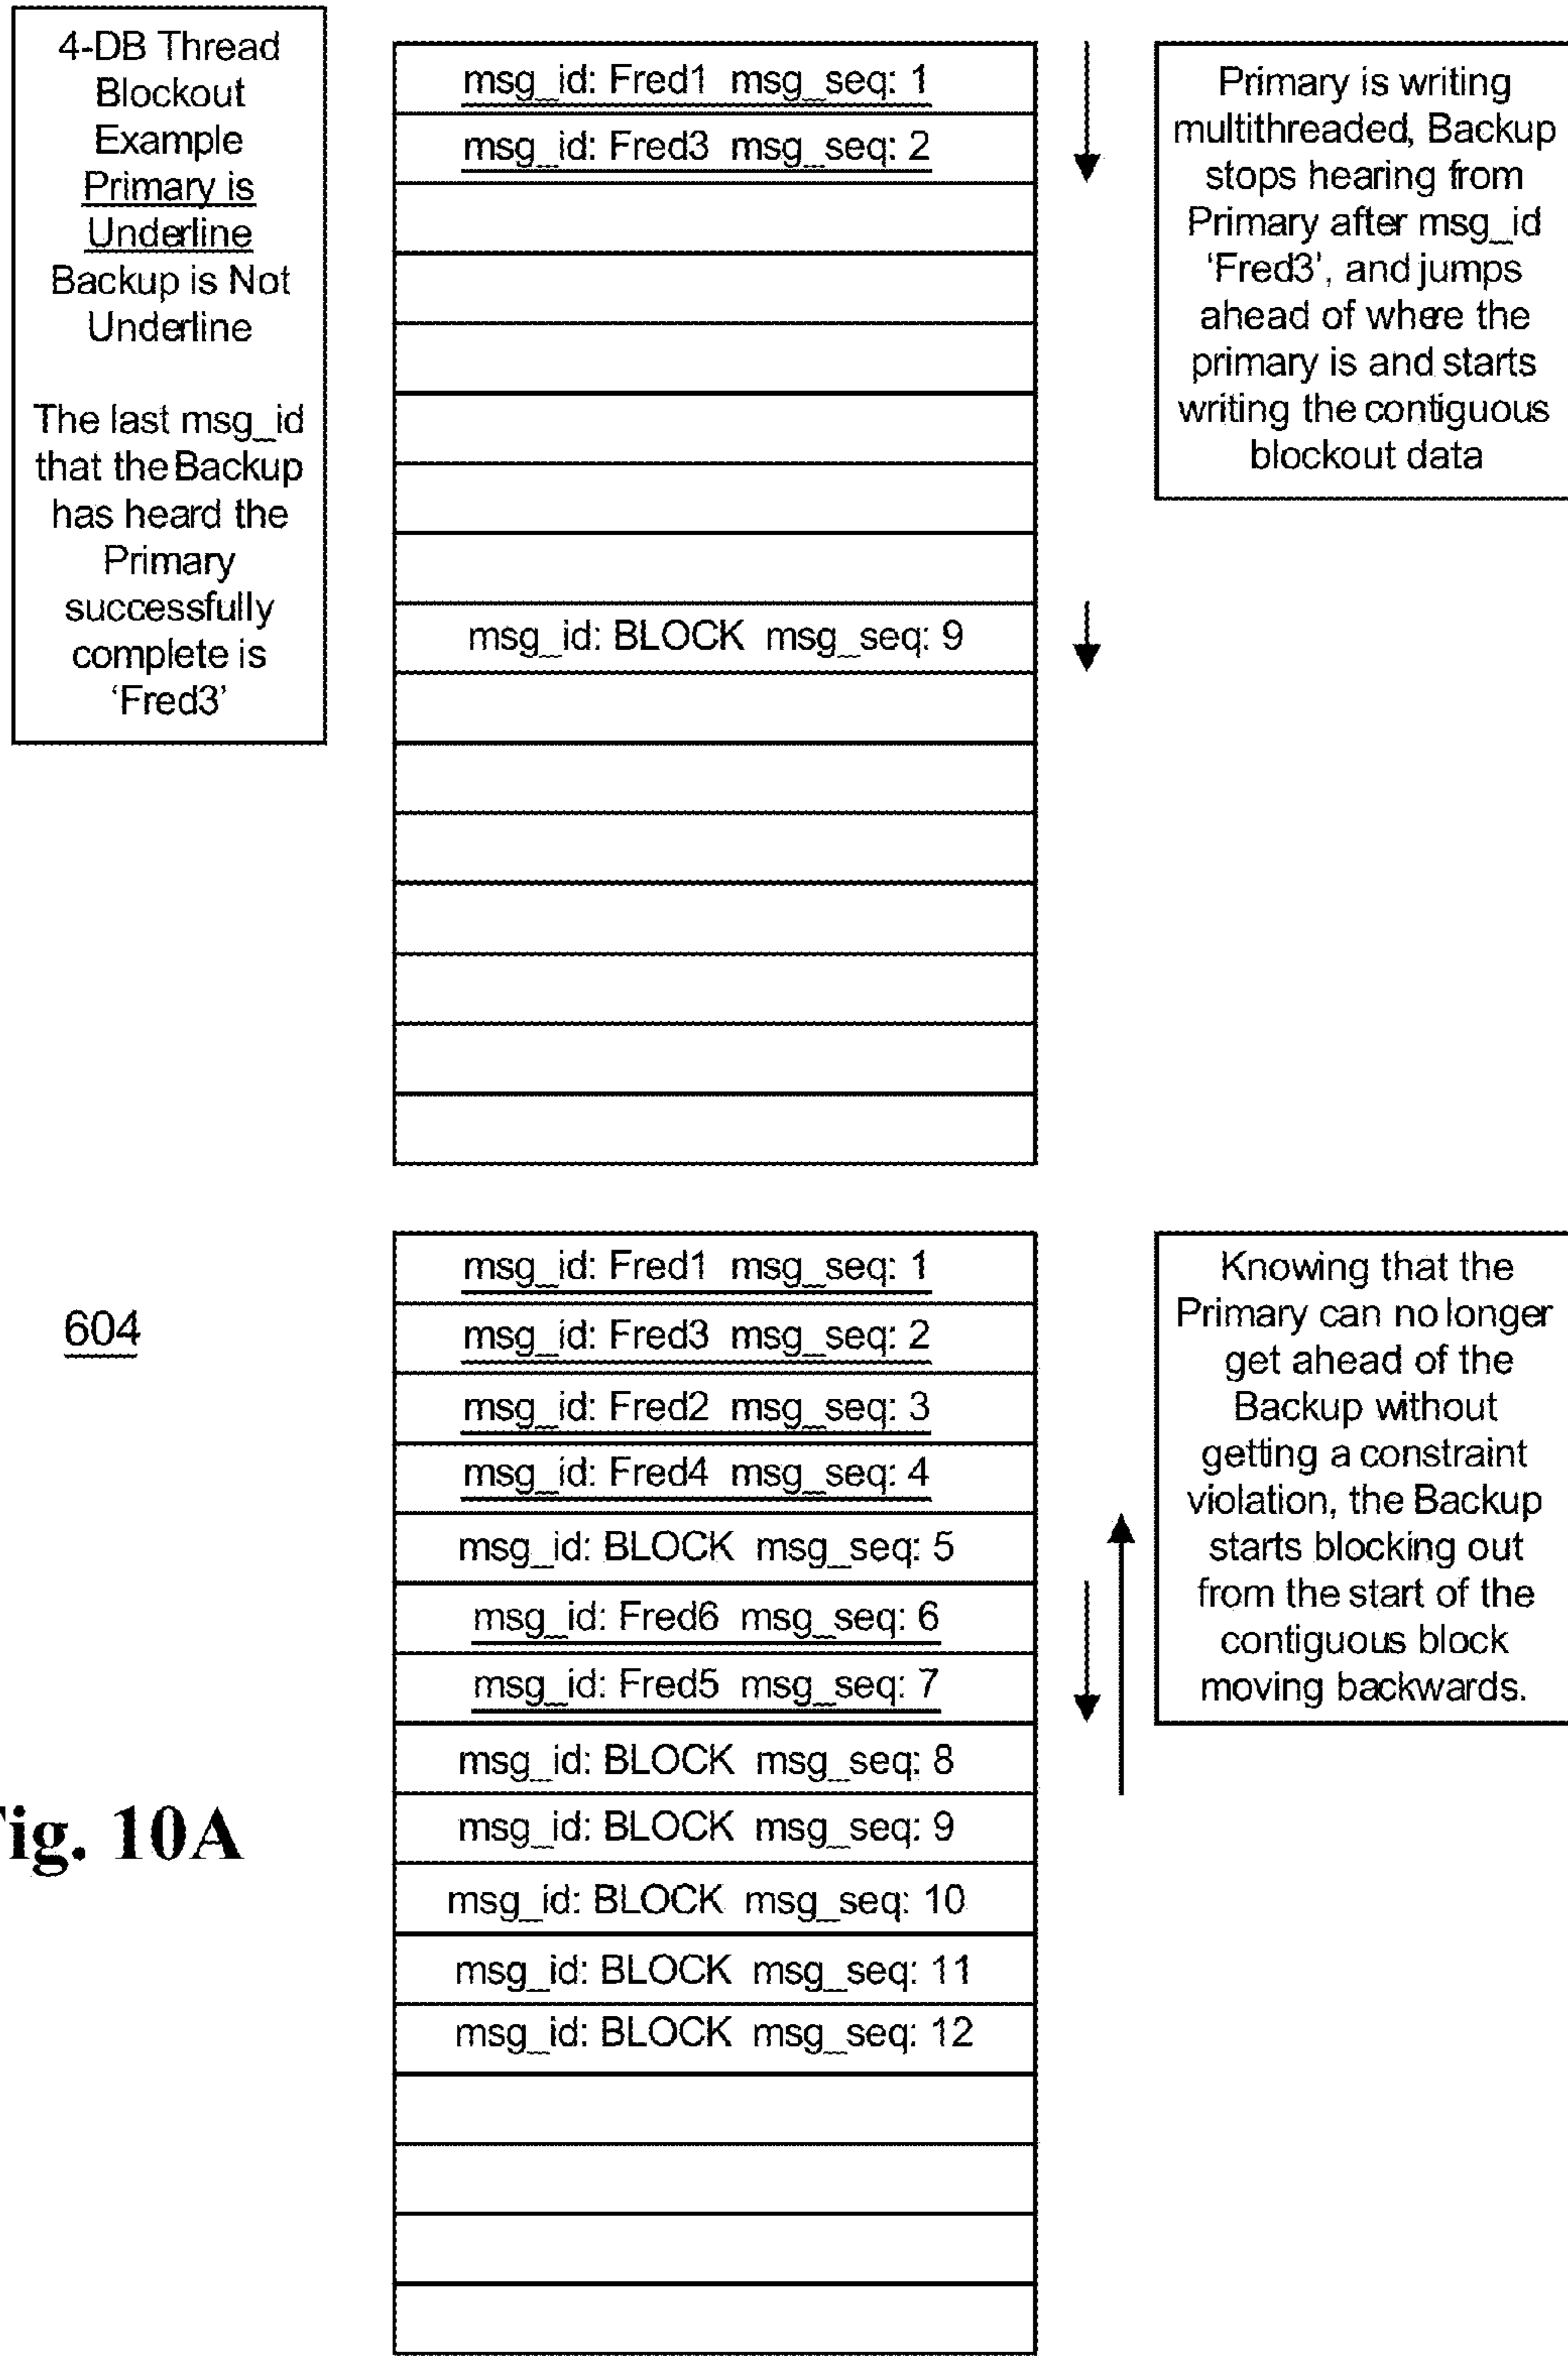 4-DB Thread
Blockout
Example
Primary is
Underline
Backup is Not
Underline
The last msg_id
that the Backup
has heard the
Primary
successfully
complete is
‘Fred3’
msg_id: Fred1 msg_seq: 1
msg_id: Fred3 msg_seq: 2
msg_id: BLOCK msg_seq: 9
Primary is writing
multithreaded, Backup
stops hearing from
Primary after msg_id
‘Fred3’, and jumps
ahead of where the
primary is and starts
writing the contiguous
blockout data
604
ig. 10A
msg_id: Fred1 msg_seq: 1
msg_id: Fred3 msg_seq: 2
msg_id: Fred2 msg_seq: 3
msg_id: Fred4 msg_seq: 4
msg_id: BLOCK msg_seq: 5
msg_id: Fred6 msg_seq: 6
msg_id: Fred5 msg_seq: 7
msg_id: BLOCK msg_seq: 8
msg_id: BLOCK msg_seq: 9
msg_id: BLOCK msg_seq: 10
msg_id: BLOCK msg_seq: 11
msg_id: BLOCK msg_seq: 12
Knowing that the
Primary can no longer
get ahead of the
Backup without
getting a constraint
violation, the Backup
starts blocking out
from the start of the
contiguous block
moving backwards.